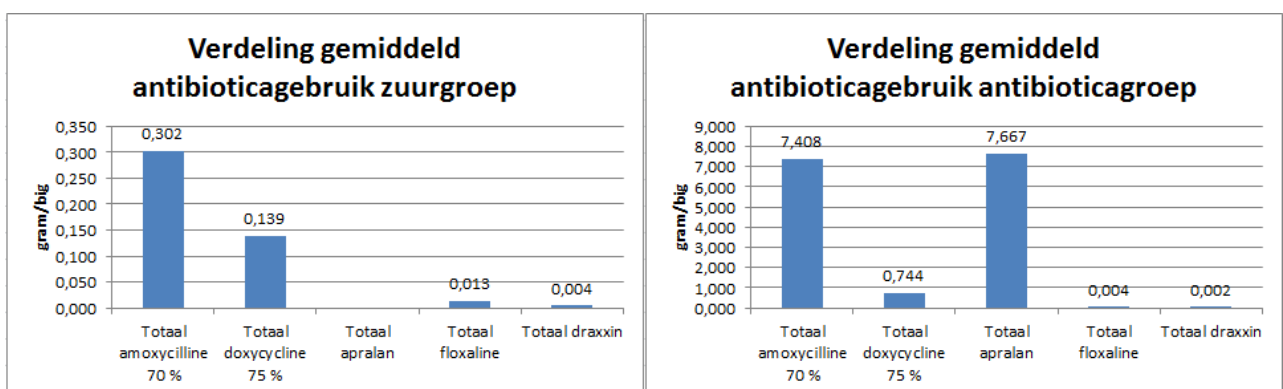 Verdeling gemiddeld
antibioticagebruik zuurgroep
gram/big
0,350
0,300
0,250
0,200
0,150
0,100
0,050
0,000
0,302
0,139
0,013
0,004
Totaal
amoxycilline
70 %
Totaal
doxycycline
75 %
Totaal
apralan
Totaal
floxaline
Totaal draxxin
Verdeling gemiddeld
antibioticagebruik antibioticagroep
gram/big
9,000
8,000
7,000
6,000
5,000
4,000
3,000
2,000
1,000
0,000
7,408
0,744
7,667
0,004
0,002
Totaal
amoxycilline
70 %
Totaal
doxycycline
75 %
Totaal
apralan
Totaal
floxaline
Totaal draxxin